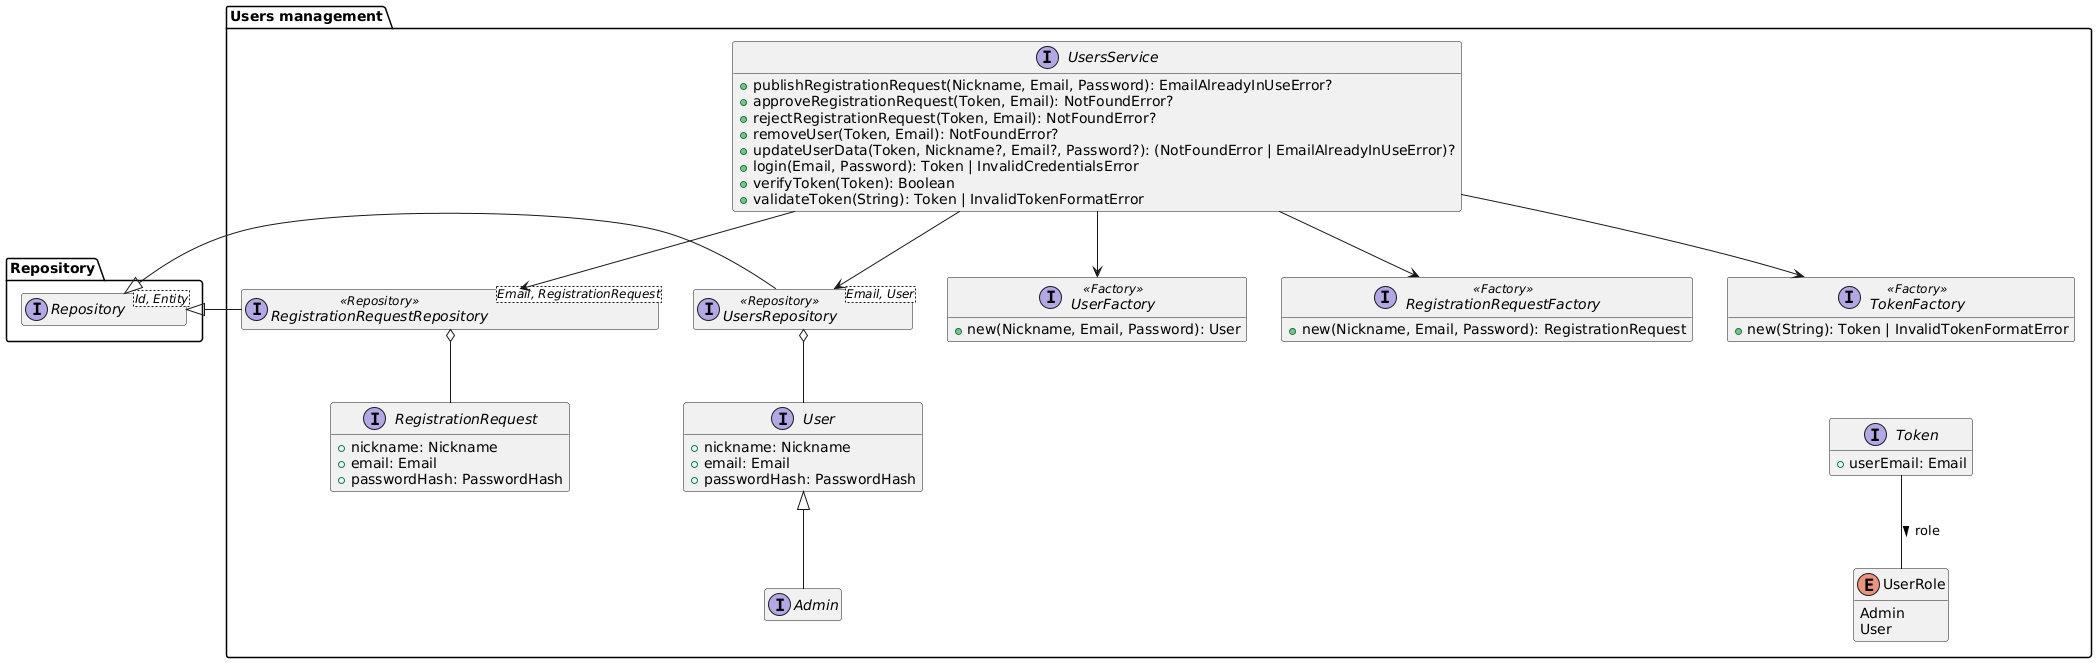 Users management
I UsersService
publishRegistrationRequest(Nickname, Email, Password): EmailAlreadyInUseError?
approveRegistrationRequest(Token, Email): NotFoundError?
rejectRegistrationRequest(Token, Email): NotFoundError?
removeUser(Token, Email): NotFoundError?
updateUserData(Token, Nickname?, Email?, Password?): (NotFoundError | EmailAlreadyInUseError)?
login(Email, Password): Token | InvalidCredentialsError
verifyToken(Token): Boolean
validateToken(String): Token | InvalidTokenFormatError
Repository
I Repository
Id, Entity
I «Repository»
RegistrationRequestRepository
Email, RegistrationRequest
I «Repository»
UsersRepository
Email, User
I «Factory»
UserFactory
new(Nickname, Email, Password): User
I «Factory»
RegistrationRequestFactory
new(Nickname, Email, Password): RegistrationRequest
I «Factory»
TokenFactory
new(String): Token | InvalidTokenFormatError
I RegistrationRequest
nickname: Nickname
email: Email
passwordHash: PasswordHash
I User
nickname: Nickname
email: Email
passwordHash: PasswordHash
I Token
userEmail: Email
role
I Admin
E UserRole
Admin
User